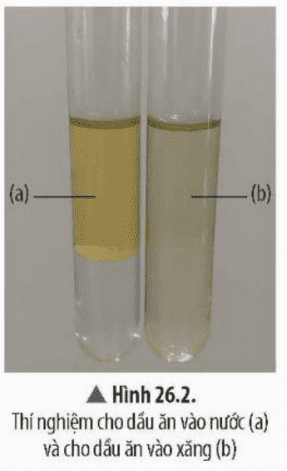 (a)
(b)
▲ Hình 26.2.
Thí nghiệm cho dầu ăn vào nước (a)
và cho dầu ăn vào xăng (b)